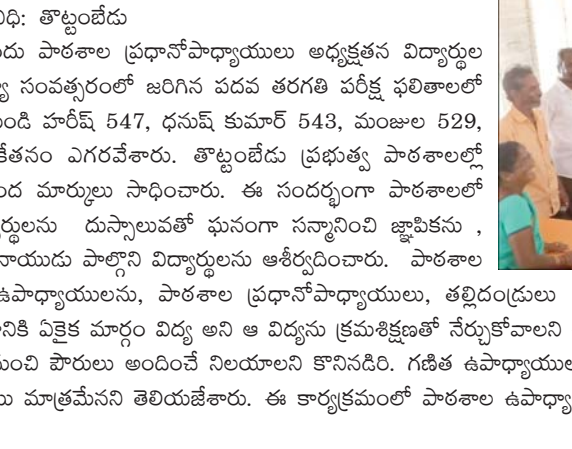 నిధి: తొట్టంబేడు
ందు పాఠశాల ప్రధానోపాధ్యాయులు అధ్యక్షతన విద్యార్థుల
్యా సంవత్సరంలో జరిగిన పదవ తరగతి పరీక్ష ఫలితాలలో
నుండి హరీష్ 547, ధనుష్ కుమార్ 543, మంజుల 529,
కేతనం ఎగరవేశారు. తొట్టంబేడు ప్రభుత్వ పాఠశాలల్లో
ంద మార్కులు సాధించారు. ఈ సందర్భంగా పాఠశాలలో
ర్థులను దుస్సాలువతో ఘనంగా సన్మానించి జ్ఞాపికను ,
నాయుడు పాల్గొని విద్యార్థులను ఆశీర్వదించారు. పాఠశాల
ఉపాధ్యాయులను, పాఠశాల ప్రధానోపాధ్యాయులు, తల్లిదండ్రులు
నికి ఏకైక మార్గం విద్య అని ఆ విద్యను క్రమశిక్షణతో నేర్చుకోవాలని
మంచి పౌరులు అందించే నిలయాలని కొనినడిరి. గణిత ఉపాధ్యాయుల
మాత్రమేనని తెలియజేశారు. ఈ కార్యక్రమంలో పాఠశాల ఉపాధ్యా